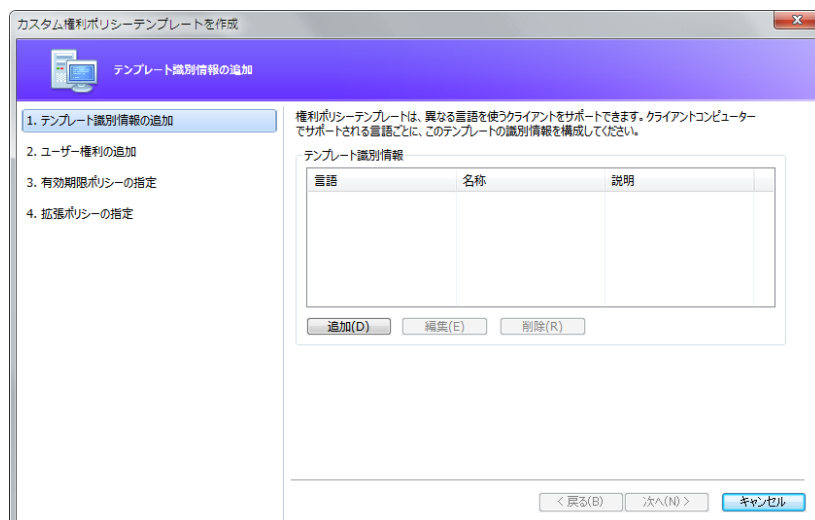 カスタム権利ポリシーテンプレートを作成
テンプレート識別情報の追加
1. テンプレート識別情報の追加
2. ユーザー権利の追加
3. 有効期限ポリシーの指定
4. 拡張ポリシーの指定
権利ポリシーテンプレートは、異なる言語を使うクライアントをサポートできます。クライアントコンピューター
でサポートされる言語ごとに、このテンプレートの識別情報を構成してください。
テンプレート識別情報
言語 名称 説明
追加(D) 編集(E) 削除(R)
< 戻る(B) 次へ(N) > キャンセル